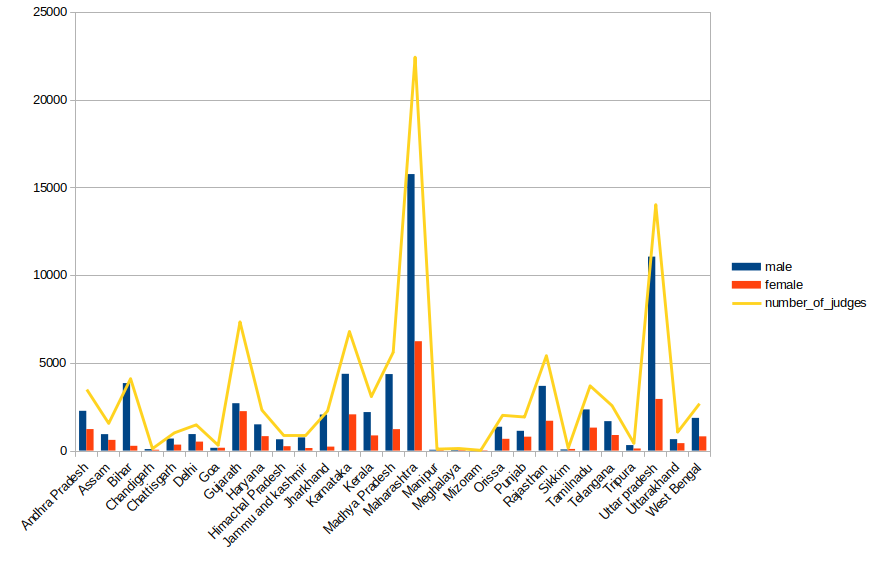 25000
20000
15000
10000
5000
0
male
female
number_of_judges
Andhra Pradesh
Assam
Bihar
Chandigarh
Chattisgarh
Delhi
Goa
Gujarath
Haryana
Himachal Pradesh
Jammu and kashmir
Jharkhand
Karnataka
Kerala
Madhya Pradesh
Maharashtra
Manipur
Meghalaya
Mizoram
Orissa
Punjab
Rajasthan
Sikkim
Tamilnadu
Telangana
Tripura
Uttar pradesh
Uttarakhand
West Bengal